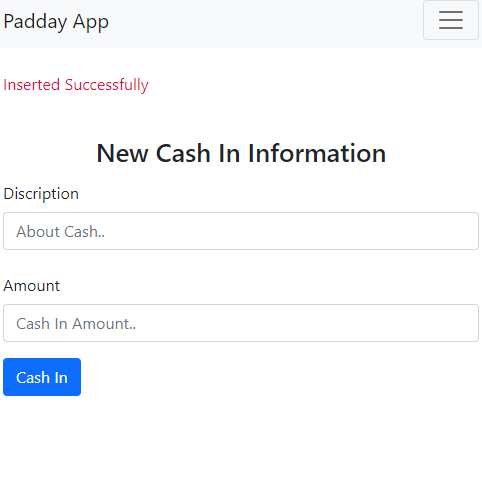 Padday App
Inserted Successfully
New Cash In Information
Discription
About Cash..
Amount
Cash In Amount..
Cash In